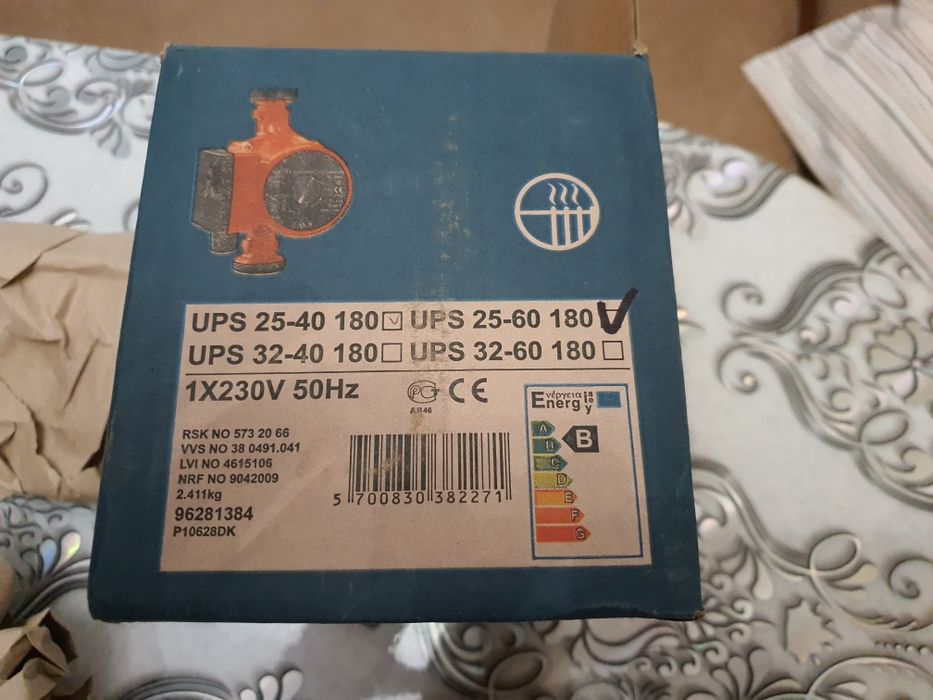 UPS 25-40 180 UPS 25-60 180
UPS 32-40 180 UPS 32-60 180
1X230V 50Hz
CE
RSK NO 573 20 66
VVS NO 38 0491.041
LVI NO 4615106
NRF NO 9042009
2.411kg
96281384
P10628DK
5 700830 382271
Energ
A
B
B
C
D
E
F
G